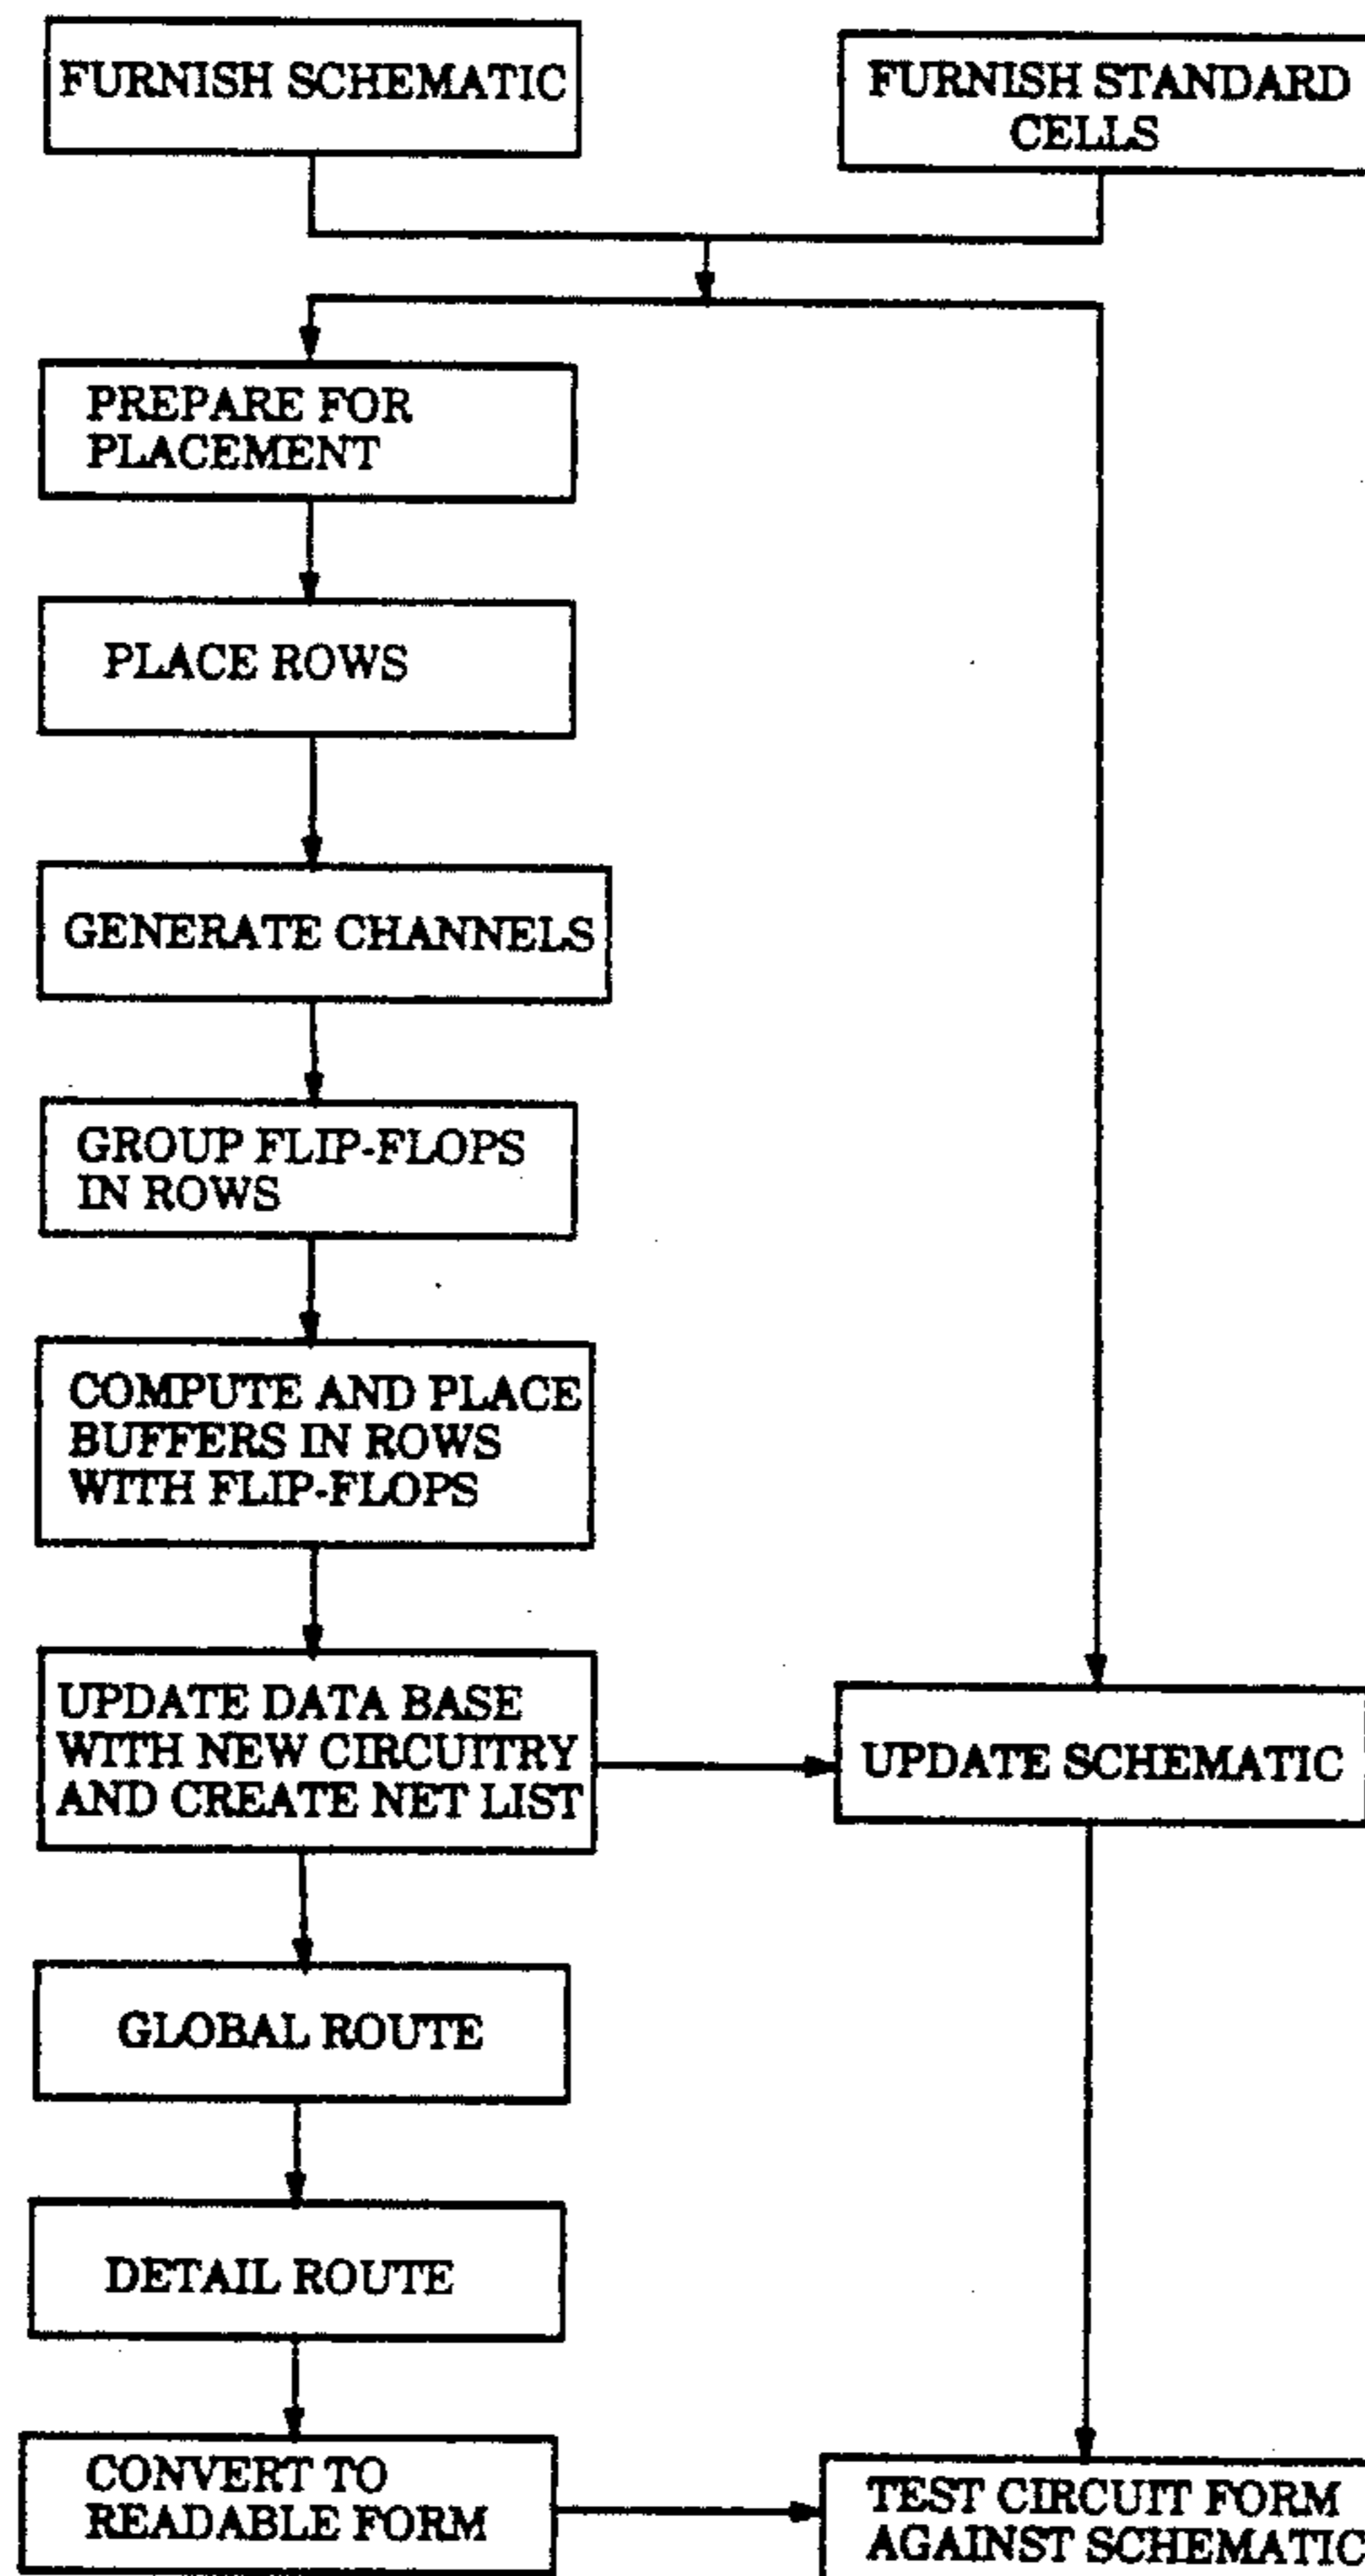 FURNISH SCHEMATIC
FURNISH STANDARD
CELLS
PREPARE FOR
PLACEMENT
PLACE ROWS
GENERATE CHANNELS
GROUP FLIP-FLOPS
IN ROWS
COMPUTE AND PLACE
BUFFERS IN ROWS
WITH FLIP-FLOPS
UPDATE DATA BASE
WITH NEW CIRCUITRY
AND CREATE NET LIST
UPDATE SCHEMATIC
GLOBAL ROUTE
DETAIL ROUTE
CONVERT TO
READABLE FORM
TEST CIRCUIT FORM
AGAINST SCHEMATIC